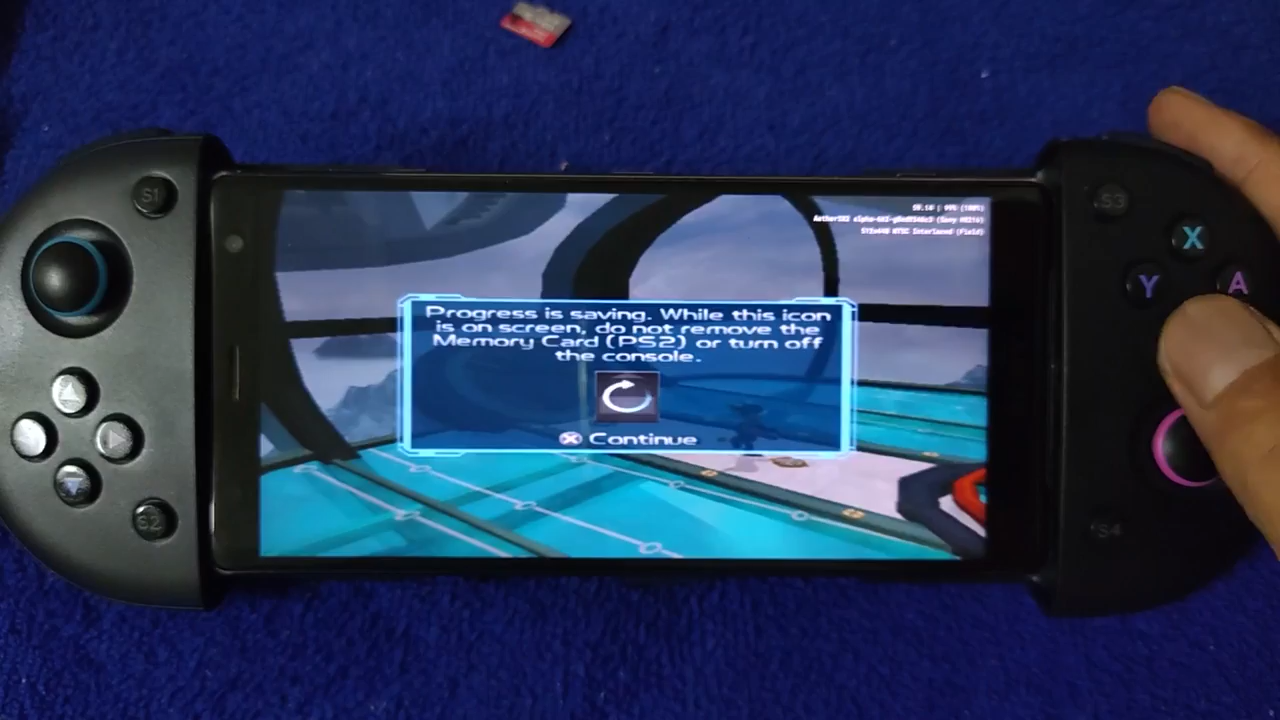 S1
S3
X
Y
A
Progress is saving. While this icon
is on screen, do not remove the
Memory Card (PS2) or turn off
the console.
Continue
S2
S4